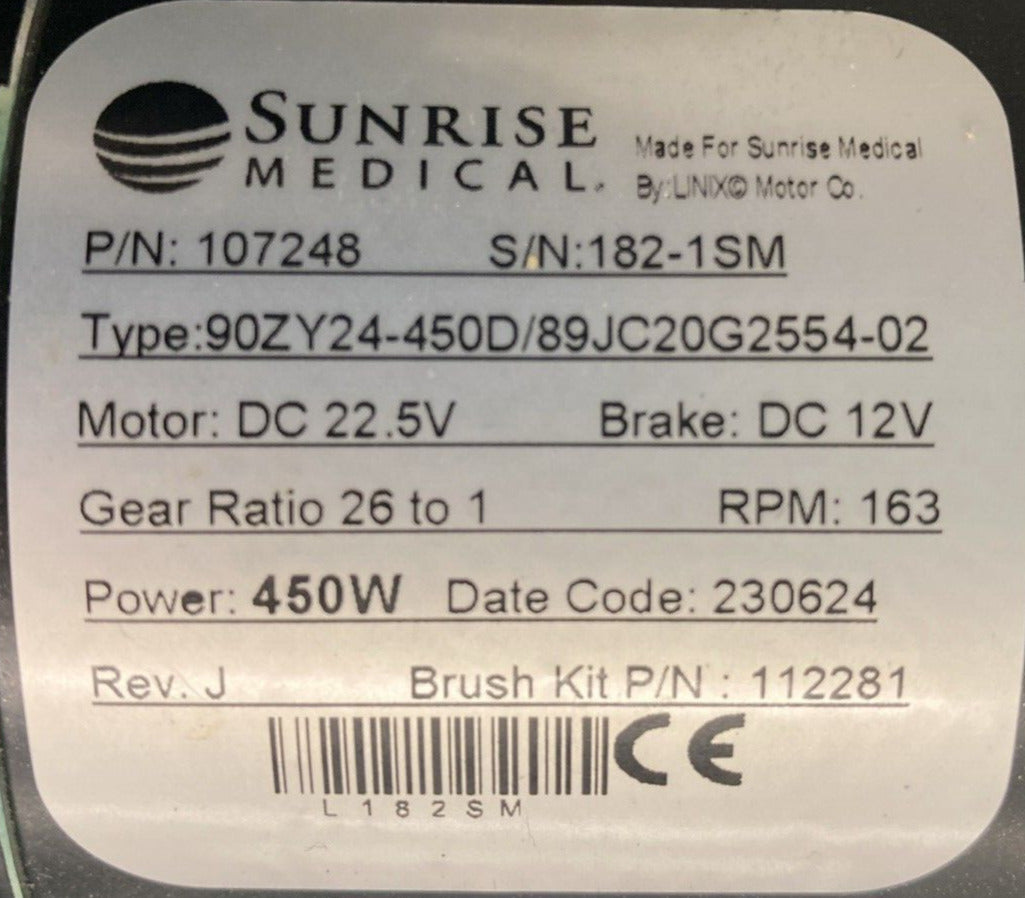 SUNRISE
MEDICAL.
Made For Sunrise Medical
By:LINIX© Motor Co.
P/N: 107248 S/N:182-1SM
Type:90ZY24-450D/89JC20G2554-02
Motor: DC 22.5V Brake: DC 12V
Gear Ratio 26 to 1 RPM: 163
Power: 450W Date Code: 230624
Rev. J Brush Kit P/N : 112281
CE
L182SM